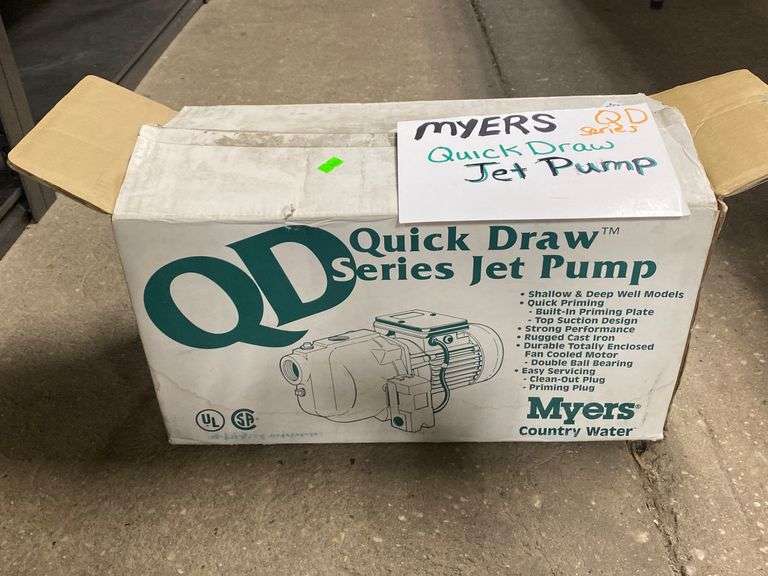 MYERS QD
series
Quick Draw
Jet Pump
QD Quick Draw™
Series Jet Pump
• Shallow & Deep Well Models
• Quick Priming
- Built-In Priming Plate
- Top Suction Design
• Strong Performance
• Rugged Cast Iron
• Durable Totally Enclosed
Fan Cooled Motor
- Double Ball Bearing
• Easy Servicing
- Clean-Out Plug
- Priming Plug
UL SA
Myers®
Country Water